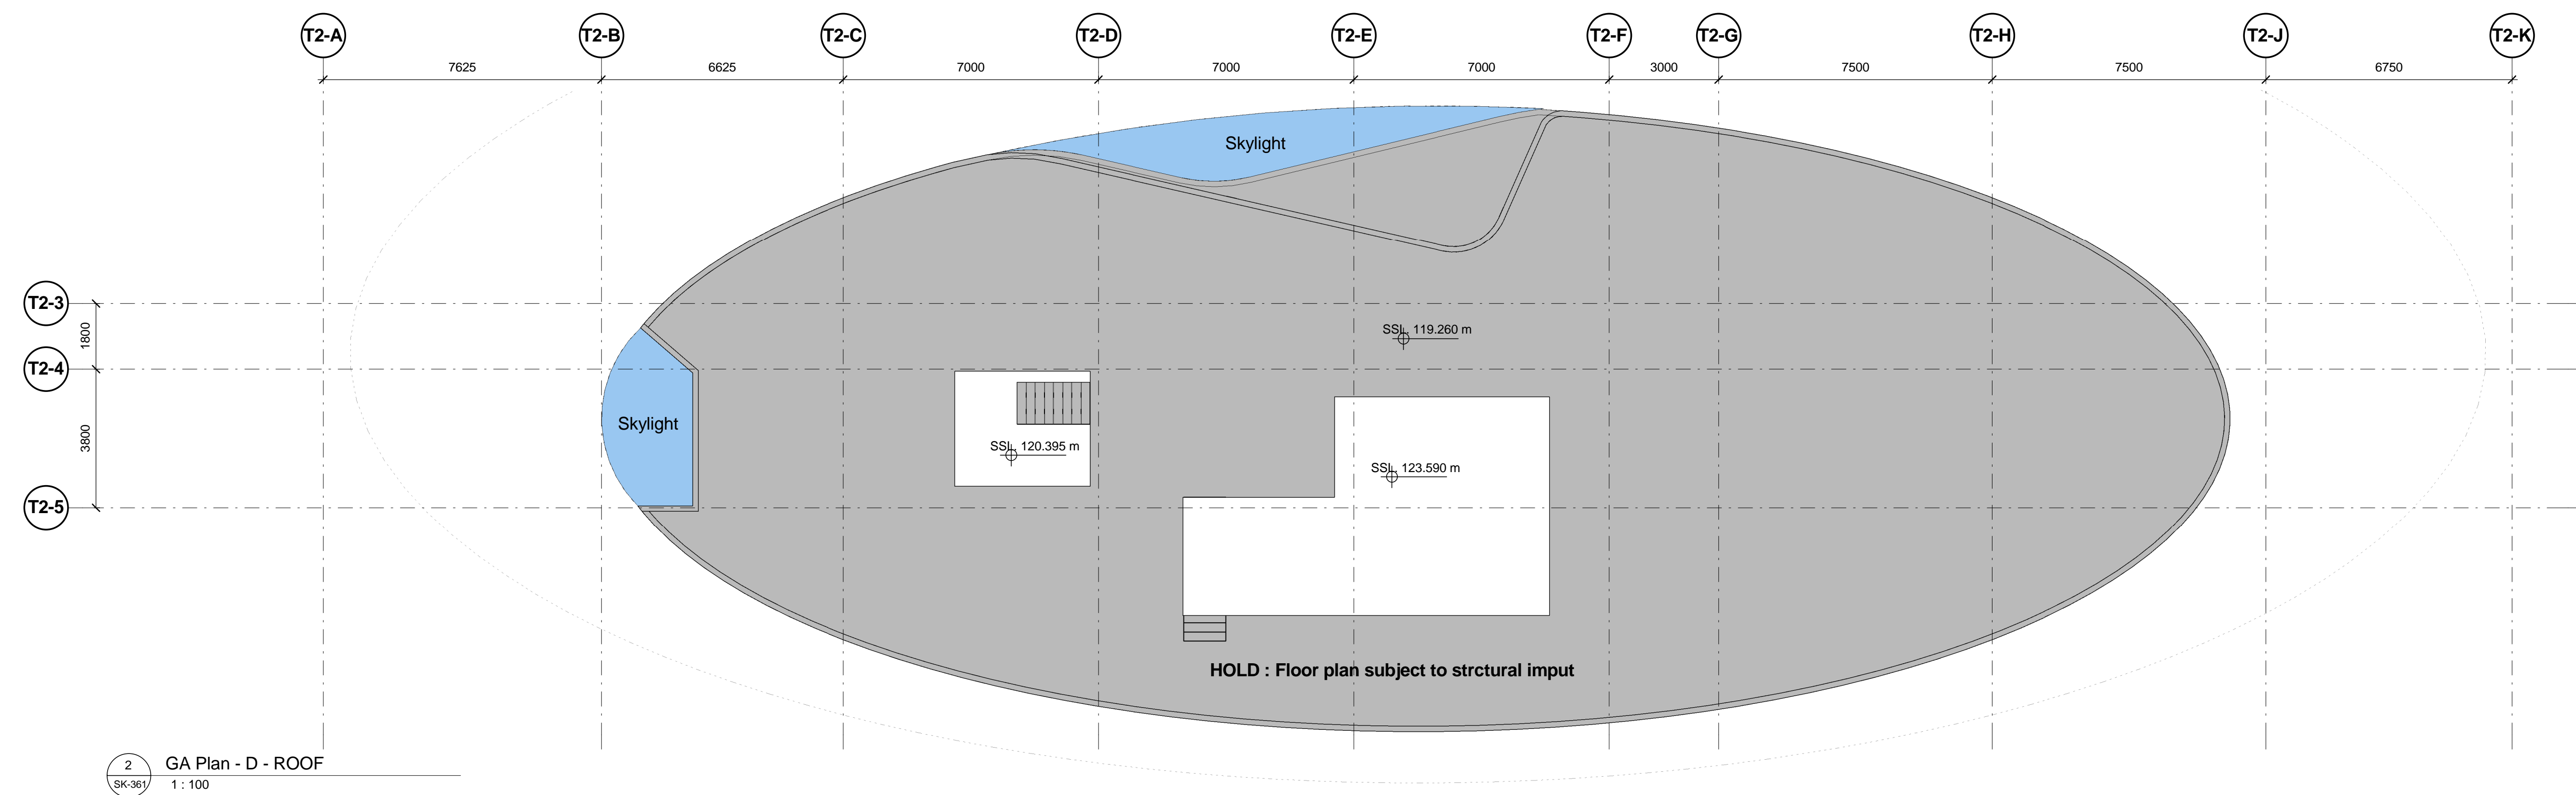 T2-A T2-B T2-C T2-D T2-E T2-F T2-G T2-H T2-J T2-K
7625 6625 7000 7000 7000 3000 7500 7500 6750
Skylight
T2-3
1800
SSL 119.260 m
T2-4
Skylight
3800
SSL 120.395 m
SSL 123.590 m
T2-5
HOLD : Floor plan subject to strctural imput
2
GA Plan - D - ROOF
SK-361
1 : 100